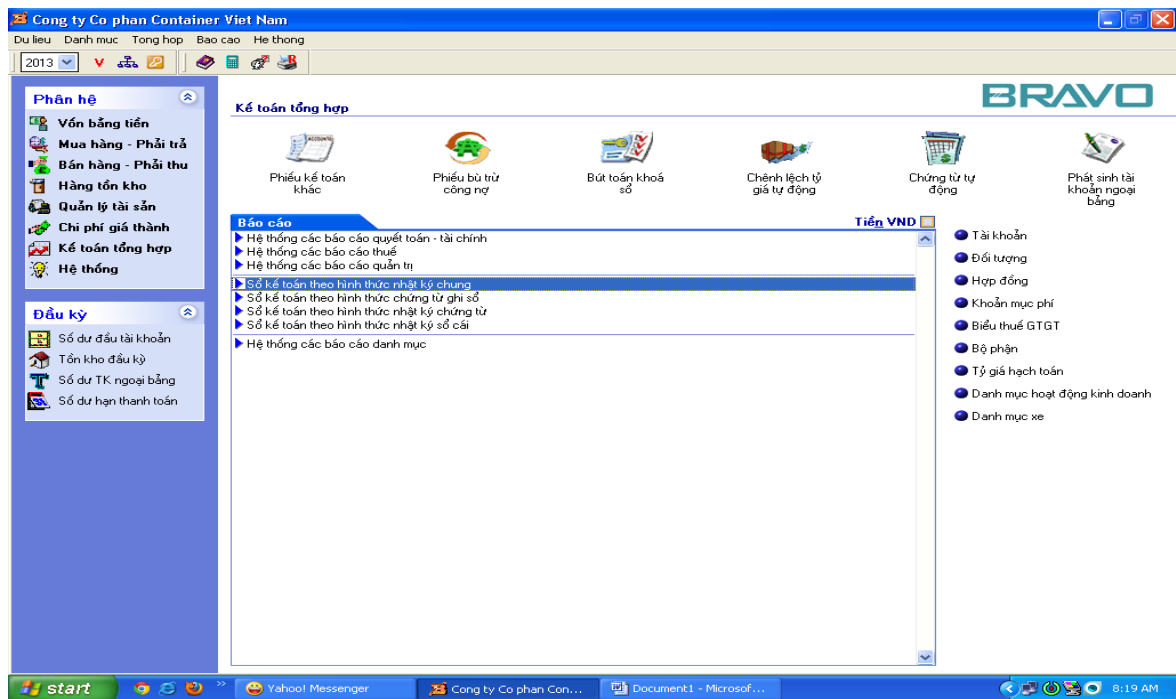 Cong ty Co phan Container Viet Nam
Du lieu Danh muc Tong hop Bao cao He thong
2013
Phân hệ
Vốn bằng tiền
Mua hàng - Phải trả
Bán hàng - Phải thu
Hàng tồn kho
Quản lý tài sản
Chi phí giá thành
Kế toán tổng hợp
Hệ thống
Đầu kỳ
Số dư đầu tài khoản
Tồn kho đầu kỳ
Số dư TK ngoại bảng
Số dư hạn thanh toán
BRAVO
Kế toán tổng hợp
ACCOUNTS
Phiếu kế toán
khác
Phiếu bù trừ
công nợ
Bút toán khoá
sổ
Chênh lệch tỷ
giá tự động
Chứng từ tự
động
Phát sinh tài
khoản ngoại
bảng
Báo cáo
Tiền VND
Hệ thống các báo cáo quyết toán - tài chính
Hệ thống các báo cáo thuế
Hệ thống các báo cáo quản trị
Sổ kế toán theo hình thức nhật ký chung
Sổ kế toán theo hình thức chứng từ ghi sổ
Sổ kế toán theo hình thức nhật ký chứng từ
Sổ kế toán theo hình thức nhật ký sổ cái
Hệ thống các báo cáo danh mục
Tài khoản
Đối tượng
Hợp đồng
Khoản mục phí
Biểu thuế GTGT
Bộ phận
Tỷ giá hạch toán
Danh mục hoạt động kinh doanh
Danh mục xe
start
Yahoo! Messenger
Cong ty Co phan Con...
Document1 - Microsof...
8:19 AM